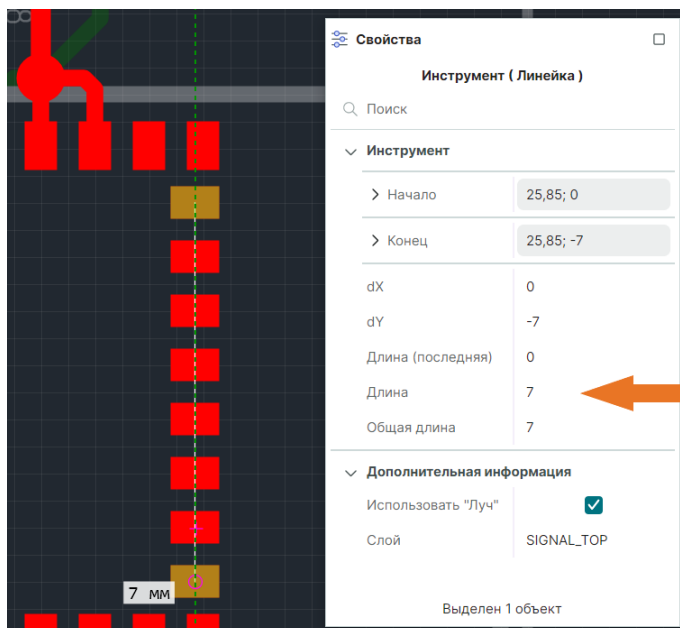 Свойства
Инструмент ( Линейка )
Поиск
Инструмент
Начало 25,85; 0
Конец 25,85; -7
dX 0
dY -7
Длина (последняя) 0
Длина 7
Общая длина 7
Дополнительная информация
Использовать "Луч"
Слой SIGNAL_TOP
Выделен 1 объект
7 мм